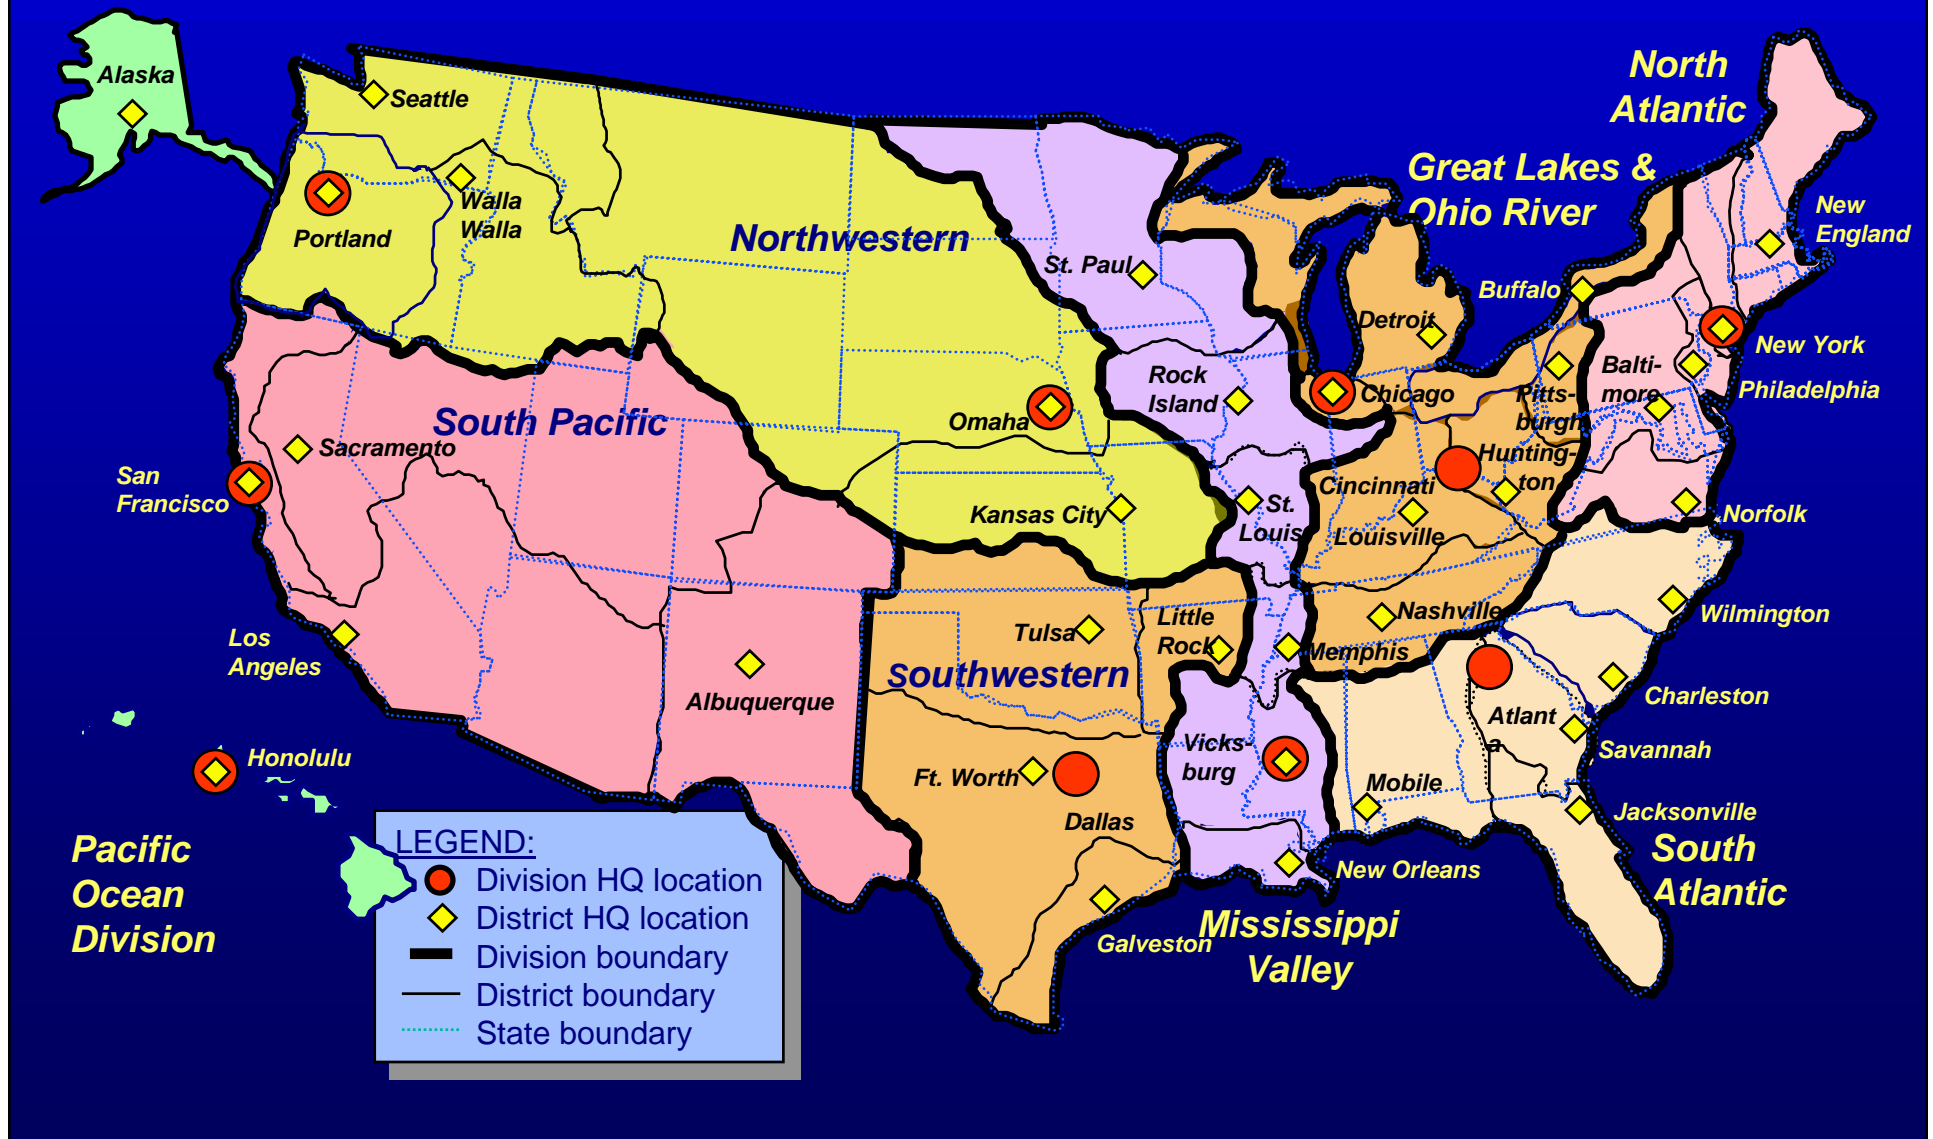 Alaska
Seattle
Walla
Walla
Portland
Northwestern
North
Atlantic
Great Lakes &
Ohio River
New
England
St. Paul
Buffalo
Detroit
New York
Rock
Island
Omaha
Chicago
Pitts-
burgh
Balti-
more
Philadelphia
South Pacific
Sacramento
San
Francisco
Kansas City
St.
Louis
Cincinnati
Hunting-
ton
Louisville
Norfolk
Los
Angeles
Albuquerque
Tulsa
Little
Rock
Southwestern
Memphis
Nashville
Wilmington
Charleston
Atlant
a
Savannah
Honolulu
Ft. Worth
Dallas
Vicks-
burg
Mobile
Jacksonville
South
Atlantic
New Orleans
Galveston
Mississippi
Valley
Pacific
Ocean
Division
LEGEND:
Division HQ location
District HQ location
Division boundary
District boundary
State boundary